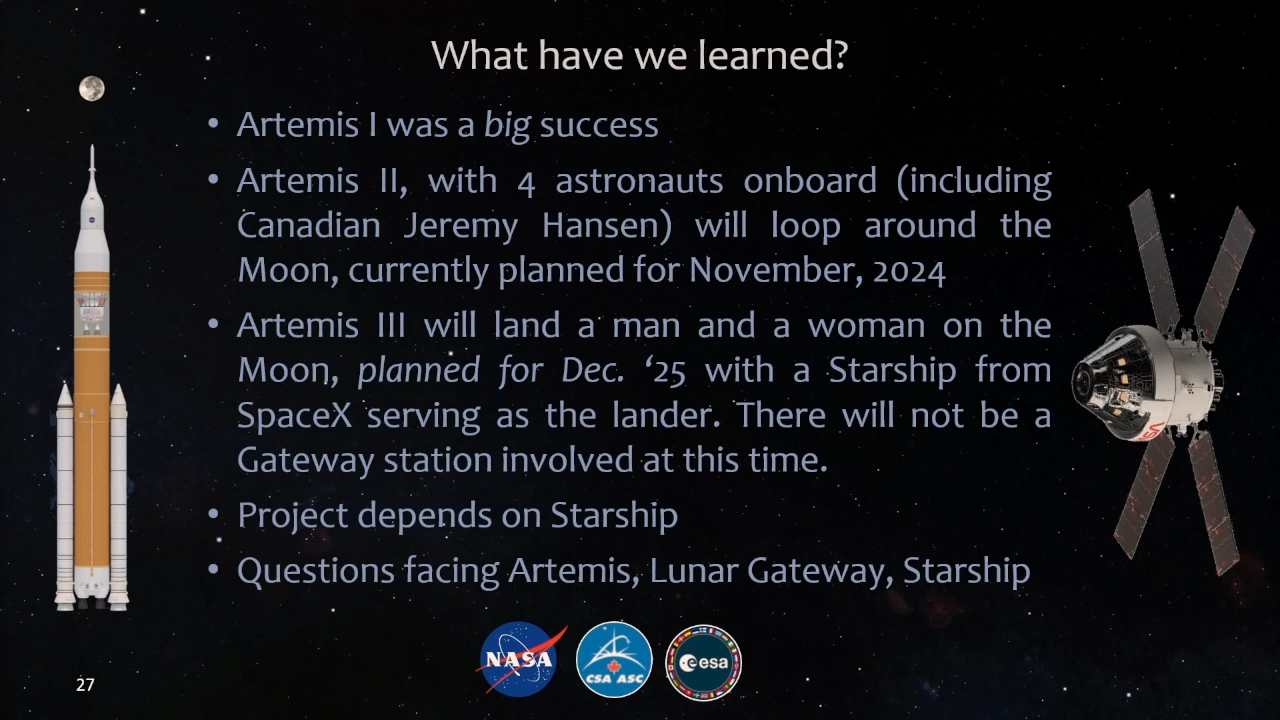 What have we learned?
• Artemis I was a big success
• Artemis II, with 4 astronauts onboard (including
Canadian Jeremy Hansen) will loop around the
Moon, currently planned for November, 2024
• Artemis III will land a man and a woman on the
Moon, planned for Dec. ‘25 with a Starship from
SpaceX serving as the lander. There will not be a
Gateway station involved at this time.
• Project depends on Starship
• Questions facing Artemis, Lunar Gateway, Starship
NASA
CSA ASC
esa
27